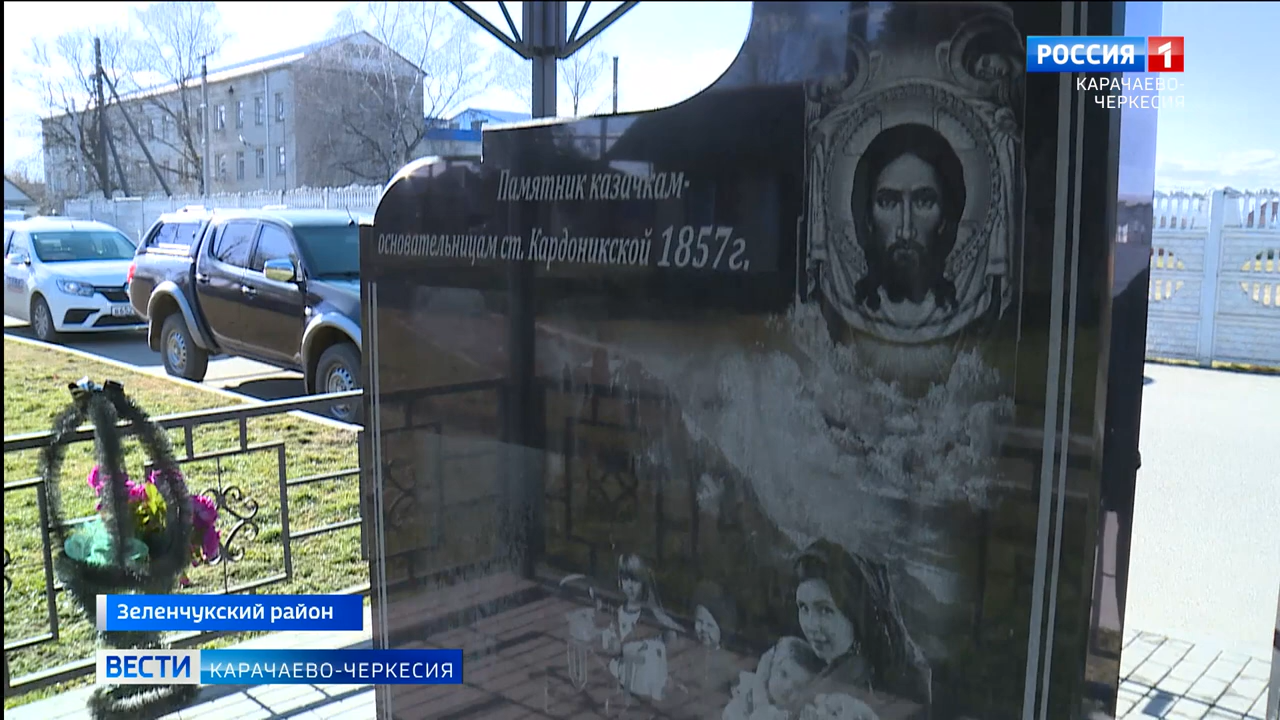 РОССИЯ 1
КАРАЧАЕВО-
ЧЕРКЕСИЯ
Памятник казачкам-
основательницам ст. Кардоникской 1857г.
Зеленчукский район
ВЕСТИ КАРАЧАЕВО-ЧЕРКЕСИЯ